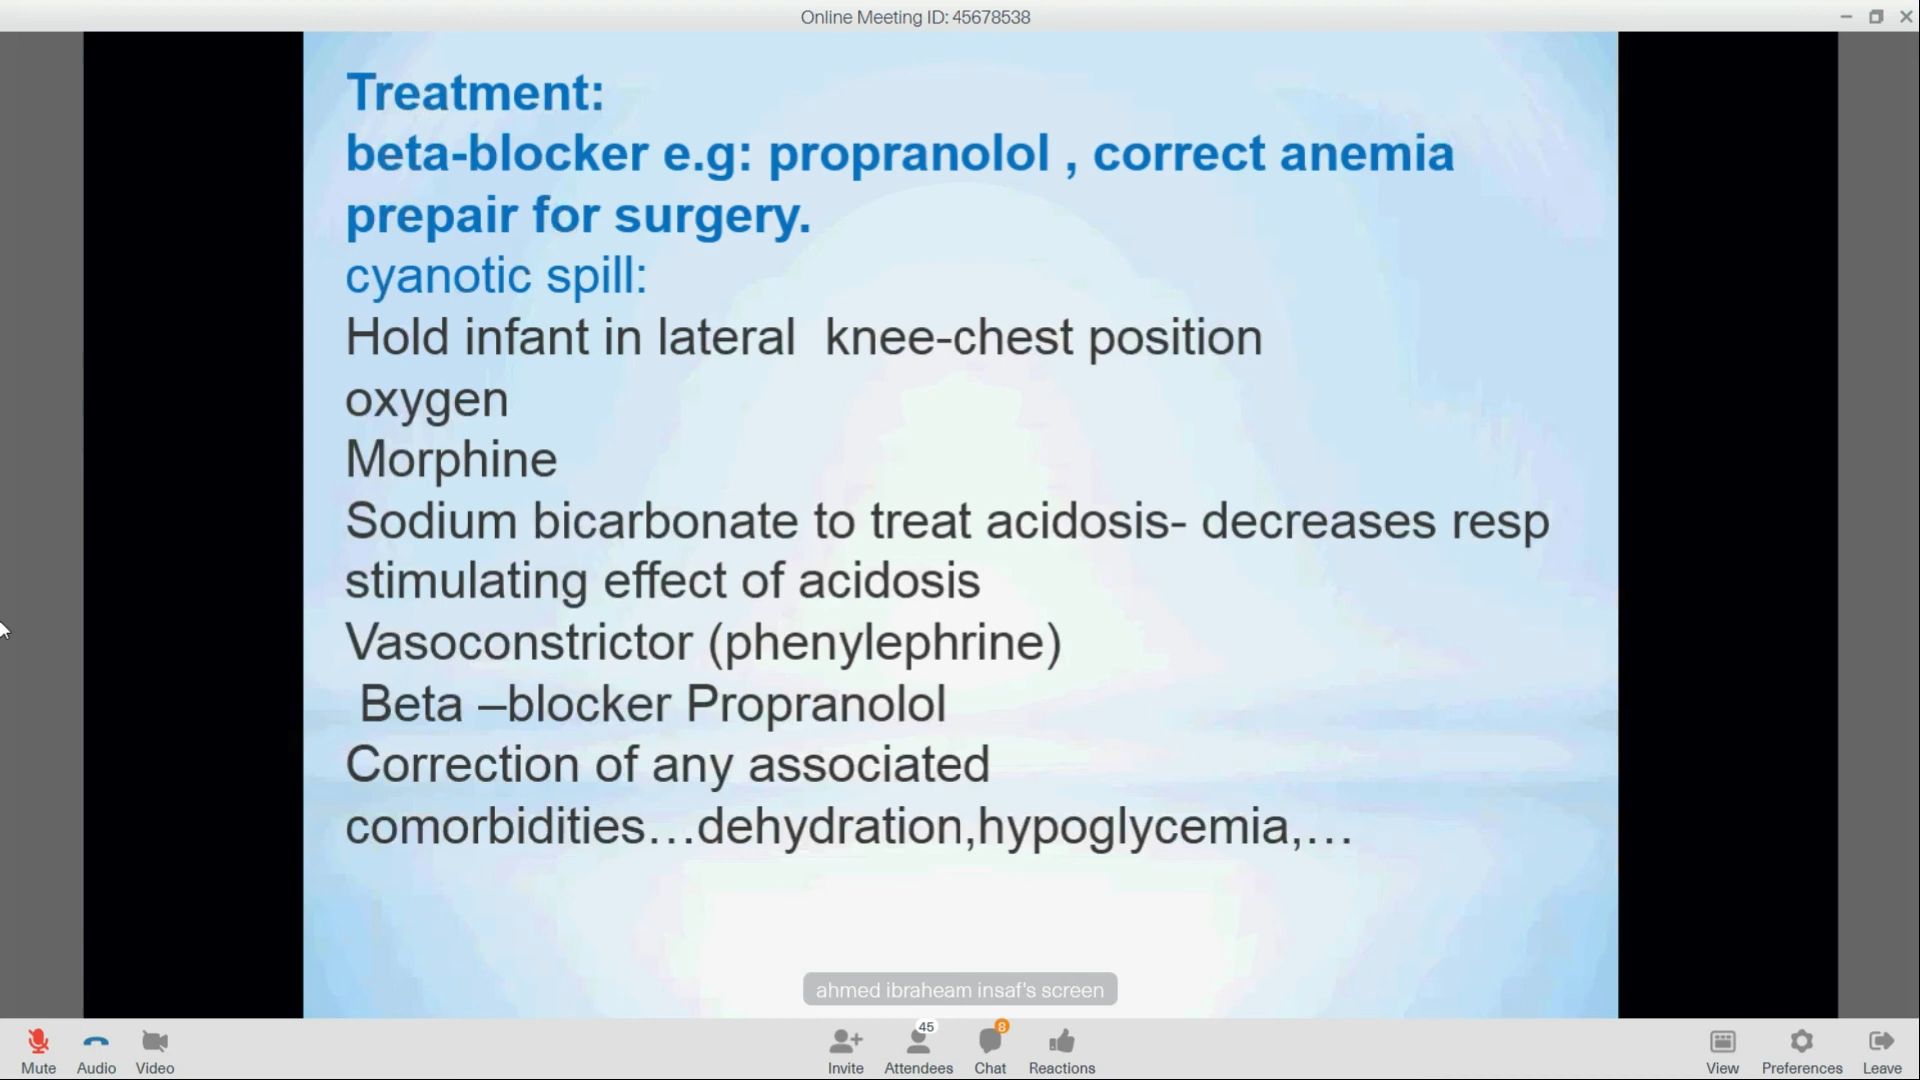 Online Meeting ID: 45678538
Treatment:
beta-blocker e.g: propranolol , correct anemia
prepair for surgery.
cyanotic spill:
Hold infant in lateral  knee-chest position
oxygen
Morphine
Sodium bicarbonate to treat acidosis- decreases resp
stimulating effect of acidosis
Vasoconstrictor (phenylephrine)
Beta –blocker Propranolol
Correction of any associated
comorbidities…dehydration,hypoglycemia,…
ahmed ibraheam insaf's screen
45 8
Mute Audio Video Invite Attendees Chat Reactions View Preferences Leave